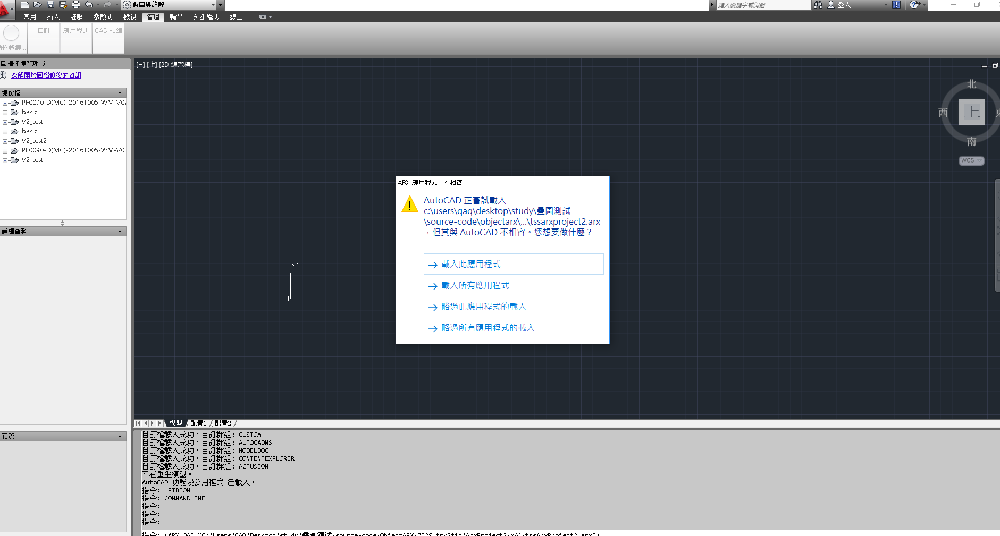 製圖與註解
鍵入關鍵字或詞組
登入
常用 插入 註解 參數式 檢視 管理 輸出 外掛程式 線上
自訂 應用程式 CAD 標準
作錄製...
圖檔修復管理員
瞭解關於圖檔修復的資訊
備份檔
PF0090-D(MC)-20161005-WM-V02
basic1
V2_test
basic
V2_test2
PF0090-D(MC)-20161005-WM-V02
V2_test1
詳細資料
預覽
[−] [上] [2D 線架構]
北
西 上 東
南
WCS
Y
X
ARX 應用程式 - 不相容
AutoCAD 正嘗試載入
c:\users\qaq\desktop\study\疊圖測試
\source-code\objectarx\...\tssarxproject2.arx
，但其與 AutoCAD 不相容。您想要做什麼？
載入此應用程式
載入所有應用程式
略過此應用程式的載入
略過所有應用程式的載入
模型 配置1 配置2
自訂檔載入成功。自訂群組: CUSTOM
自訂檔載入成功。自訂群組: AUTOCADWS
自訂檔載入成功。自訂群組: MODELDOC
自訂檔載入成功。自訂群組: CONTENTEXPLORER
自訂檔載入成功。自訂群組: ACFUSION
正在重生模型。
AutoCAD 功能表公用程式 已載入。
指令: _RIBBON
指令: COMMANDLINE
指令:
指令:
指令:
指令: (ARXLOAD "C:/Users/QAQ/Desktop/study/疊圖測試/source-code/ObjectARX/0529_try2fin/ArxProject2/x64/tssArxProject2.arx")